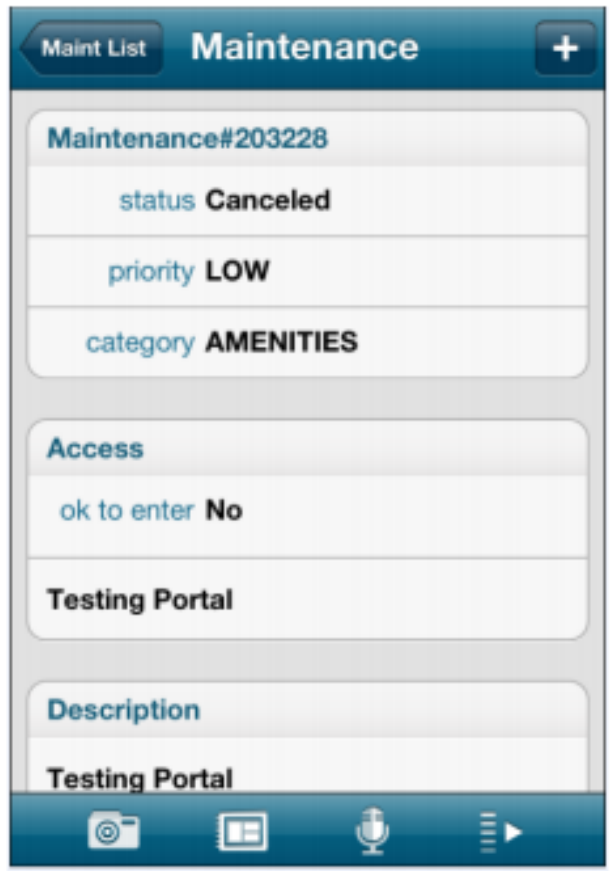 Maint List
Maintenance
+
Maintenance#203228
status Canceled
priority LOW
category AMENITIES
Access
ok to enter No
Testing Portal
Description
Testing Portal